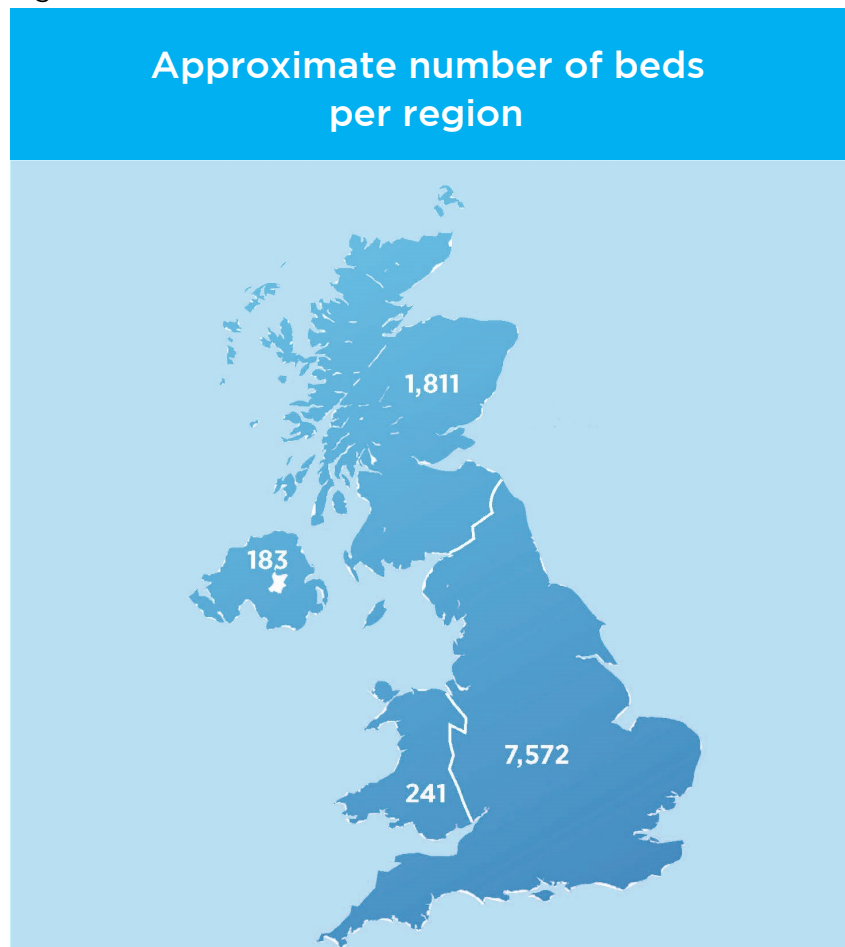 Approximate number of beds
per region
1,811
183
7,572
241